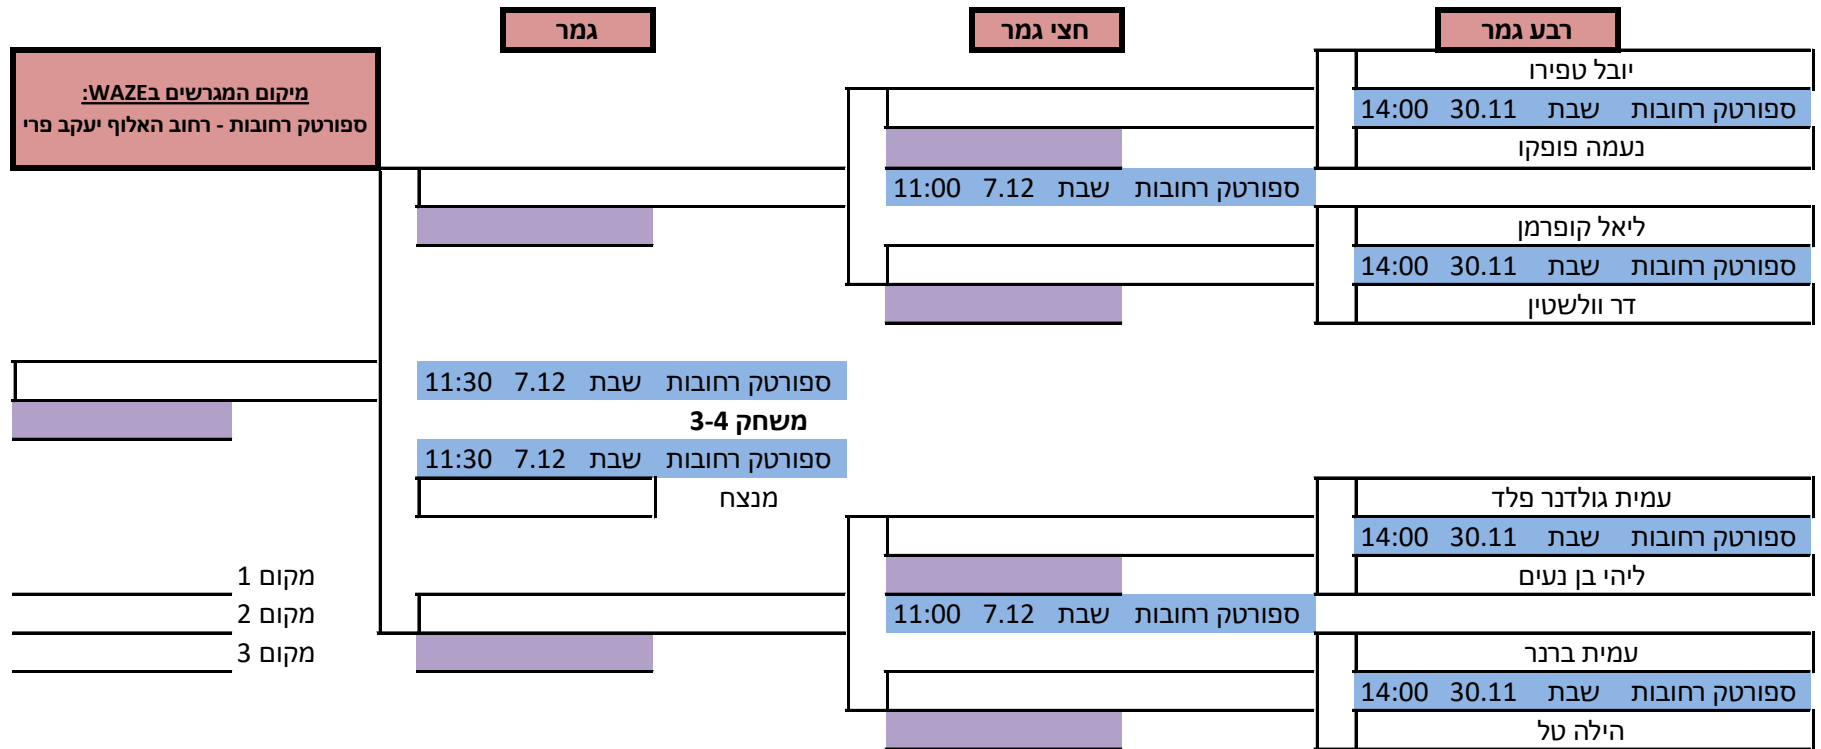 רבע גמר
חצי גמר
גמר
מיקום המגרשים בWAZE:
ספורטק רחובות - רחוב האלוף יעקב פרי
יובל טפירו
ספורטק רחובות שבת 30.11 14:00
נעמה פופקו
ספורטק רחובות שבת 7.12 11:00
ליאל קופרמן
ספורטק רחובות שבת 30.11 14:00
דר וולשטין
ספורטק רחובות שבת 7.12 11:30
משחק 3-4
ספורטק רחובות שבת 7.12 11:30
מנצח
עמית גולדנר פלד
ספורטק רחובות שבת 30.11 14:00
ליהי בן נעים
ספורטק רחובות שבת 7.12 11:00
עמית ברנר
ספורטק רחובות שבת 30.11 14:00
הילה טל
מקום 1
מקום 2
מקום 3